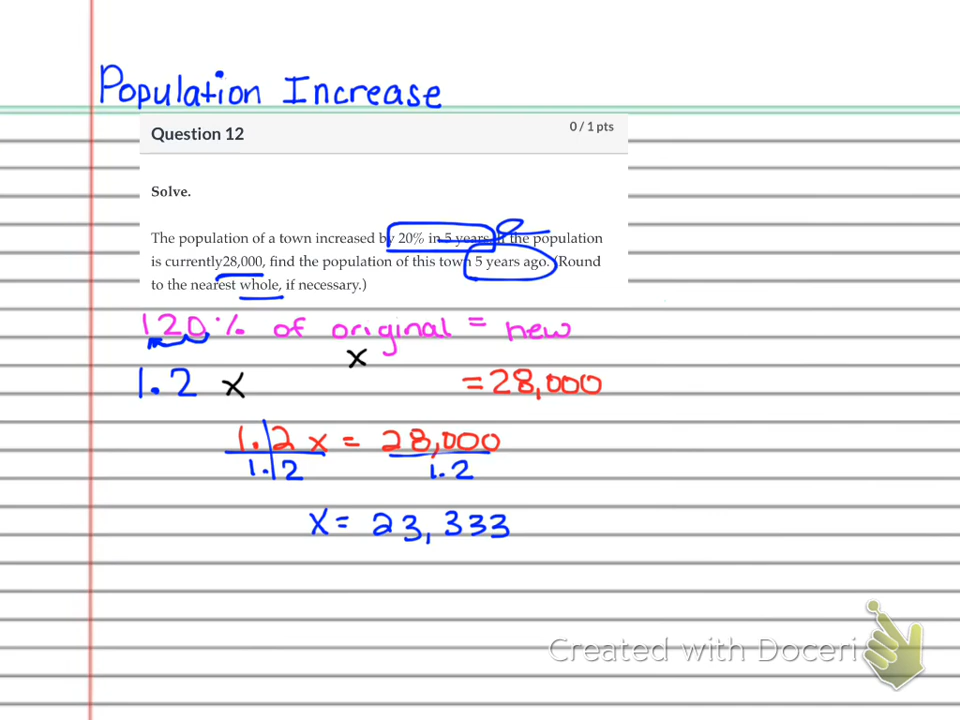 Population Increase
Question 12 0 / 1 pts
Solve.
The population of a town increased by 20% in 5 years. If the population
is currently28,000, find the population of this town 5 years ago. (Round
to the nearest whole, if necessary.)
120% of original = new
x
1.2 x = 28,000
1.2 x = 28,000
1.2 1.2
x = 23,333
Created with Doceri